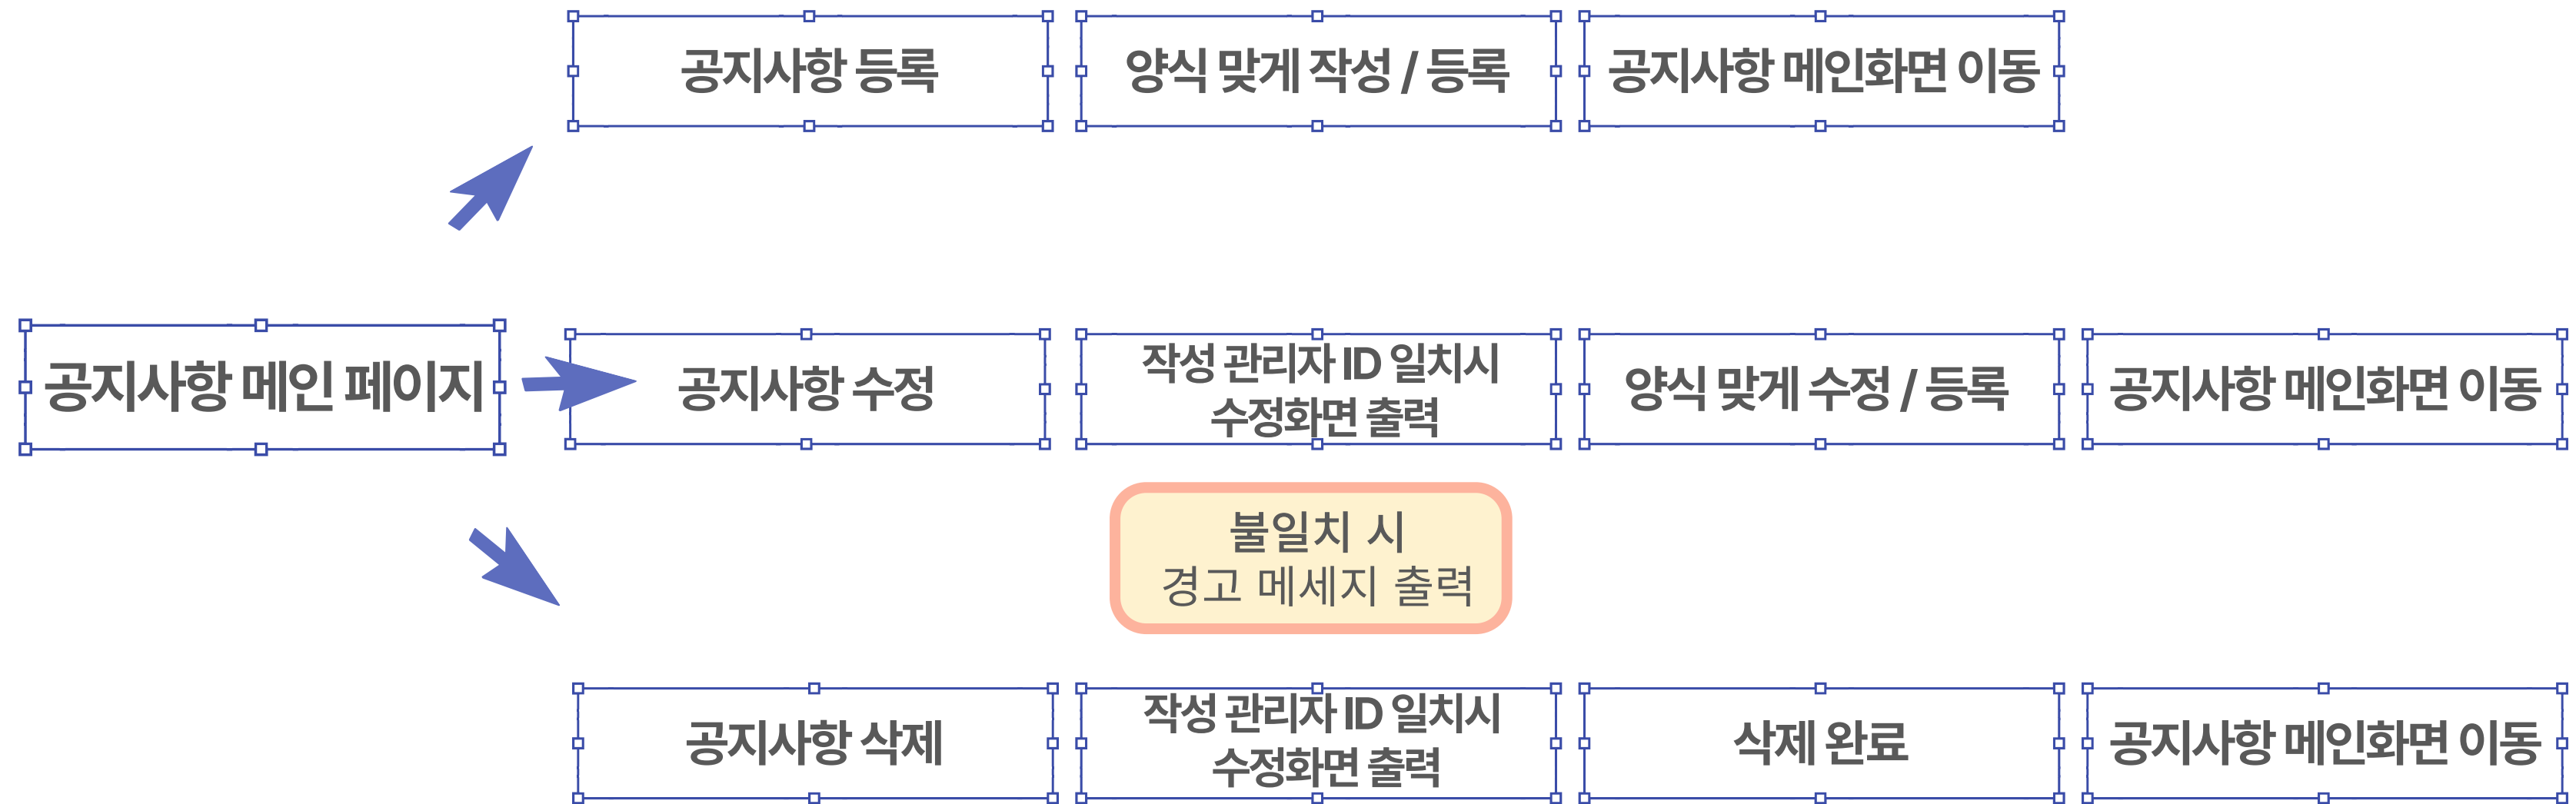 공지사항 등록
양식 맞게 작성 / 등록
공지사항 메인화면 이동
공지사항 메인 페이지
공지사항 수정
작성 관리자 ID 일치시
수정화면 출력
양식 맞게 수정 / 등록
공지사항 메인화면 이동
불일치 시
경고 메세지 출력
공지사항 삭제
작성 관리자 ID 일치시
수정화면 출력
삭제 완료
공지사항 메인화면 이동